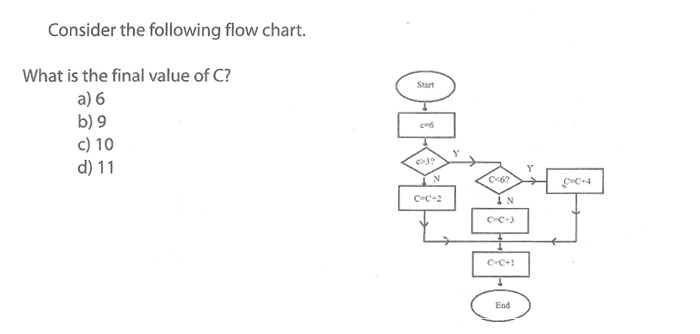 Consider the following flow chart.
What is the final value of C?
a) 6
b) 9
c) 10
d) 11
Start
c=6
c>3?
Y
N
C<6?
Y
C=C+4
C=C+2
N
C=C+3
C=C+1
End